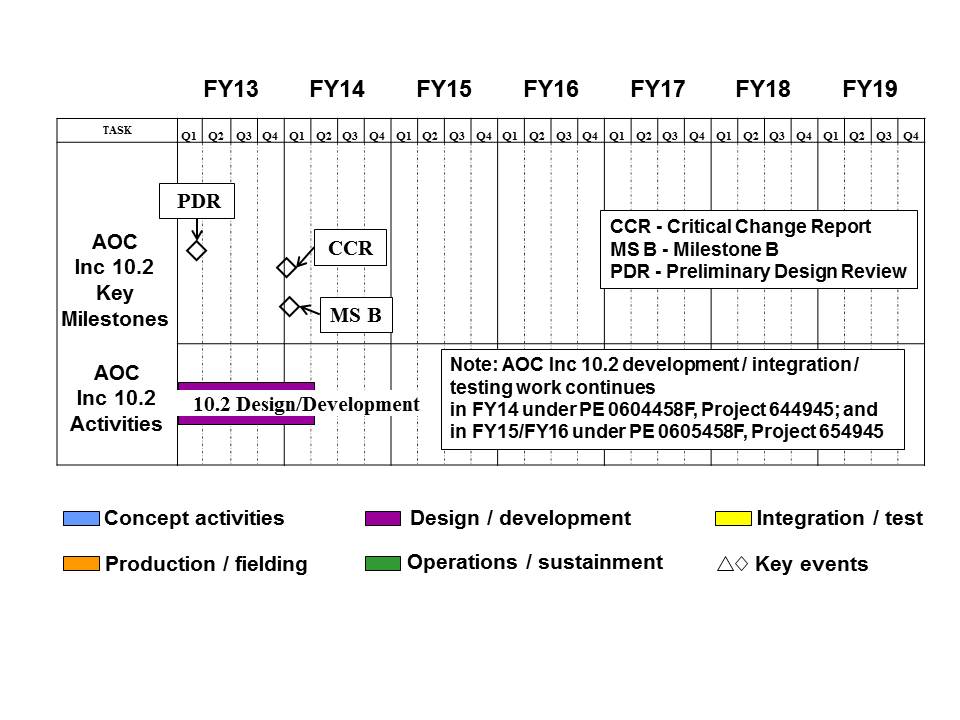 FY13 FY14 FY15 FY16 FY17 FY18 FY19
TASK Q1 Q2 Q3 Q4 Q1 Q2 Q3 Q4 Q1 Q2 Q3 Q4 Q1 Q2 Q3 Q4 Q1 Q2 Q3 Q4 Q1 Q2 Q3 Q4 Q1 Q2 Q3 Q4
AOC
Inc 10.2
Key
Milestones
PDR
CCR
MS B
CCR - Critical Change Report
MS B - Milestone B
PDR - Preliminary Design Review
AOC
Inc 10.2
Activities
10.2 Design/Development
Note: AOC Inc 10.2 development / integration /
testing work continues
in FY14 under PE 0604458F, Project 644945; and
in FY15/FY16 under PE 0605458F, Project 654945
Concept activities
Design / development
Integration / test
Production / fielding
Operations / sustainment
Key events